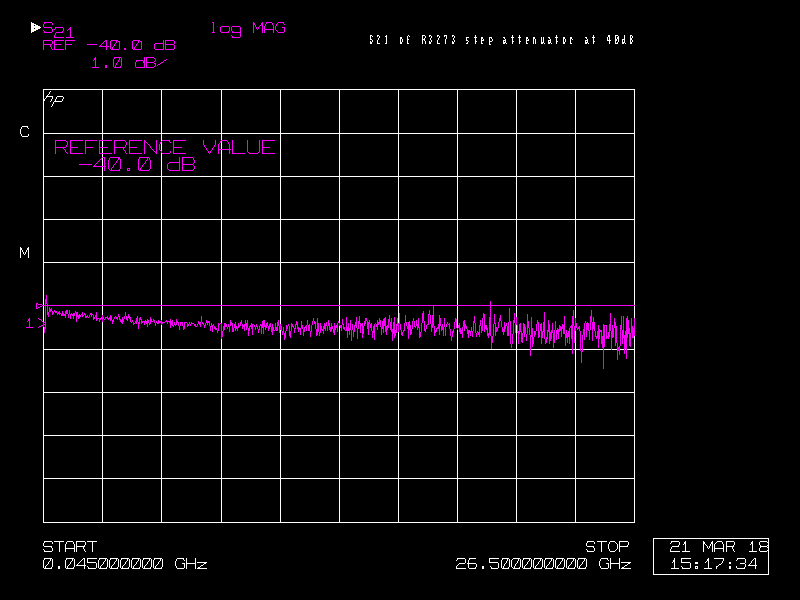 S21 log MAG
REF -40.0 dB
1.0 dB/
S21 of R3273 step attenuator at 40dB
hp
C
REFERENCE VALUE
-40.0 dB
M
1>
START STOP
0.045000000 GHz 26.500000000 GHz
21 MAR 18
15:17:34